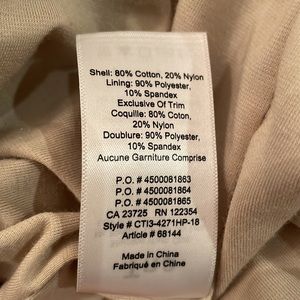 Shell: 80% Cotton, 20% Nylon
Lining: 90% Polyester,
10% Spandex
Exclusive Of Trim
Coquille: 80% Coton,
20% Nylon
Doublure: 90% Polyester,
10% Spandex
Aucune Garniture Comprise
P.O. # 4500081863
P.O. # 4500081864
P.O. # 4500081865
CA 23725 RN 122354
Style # CTI3-4271HP-18
Article # 68144
Made in China
Fabriqué en Chine